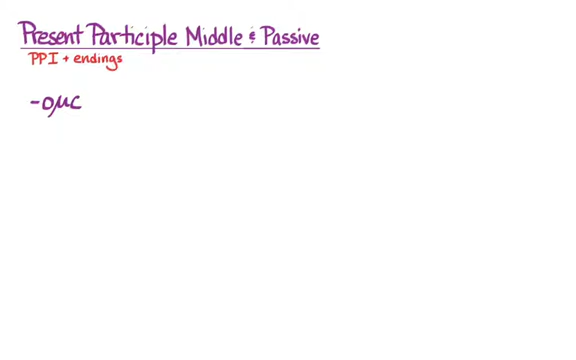 Present Participle Middle & Passive
PPI + endings
-ομε